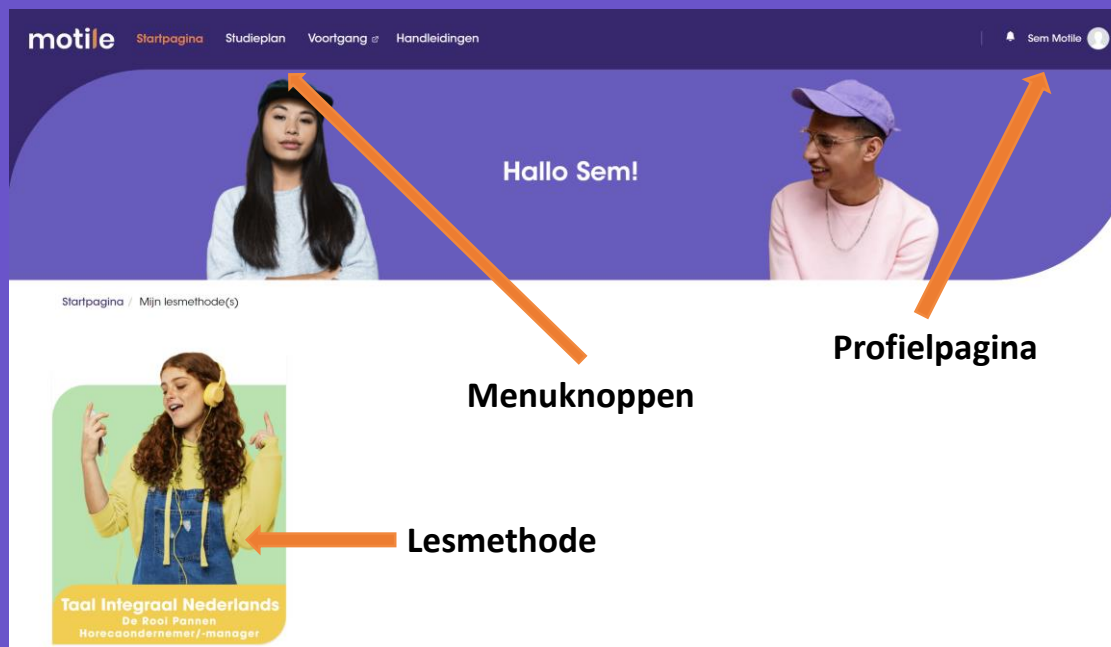 motile Startpagina Studieplan Voortgang Handleidingen Sem Motile
Hallo Sem!
Startpagina / Mijn lesmethode(s)
Profielpagina
Menuknoppen
Lesmethode
Taal Integraal Nederlands
De Rooi Pannen
Horecaondernemer/-manager